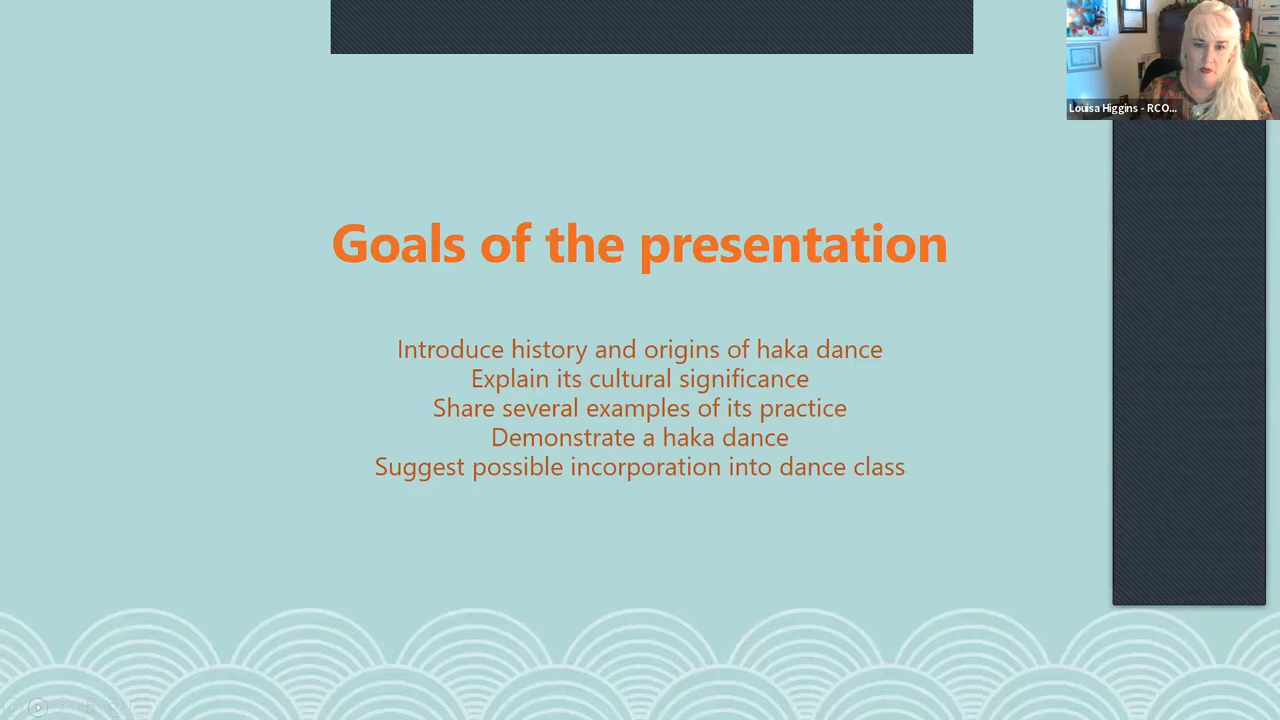 Louisa Higgins - RCO...
Goals of the presentation
Introduce history and origins of haka dance
Explain its cultural significance
Share several examples of its practice
Demonstrate a haka dance
Suggest possible incorporation into dance class